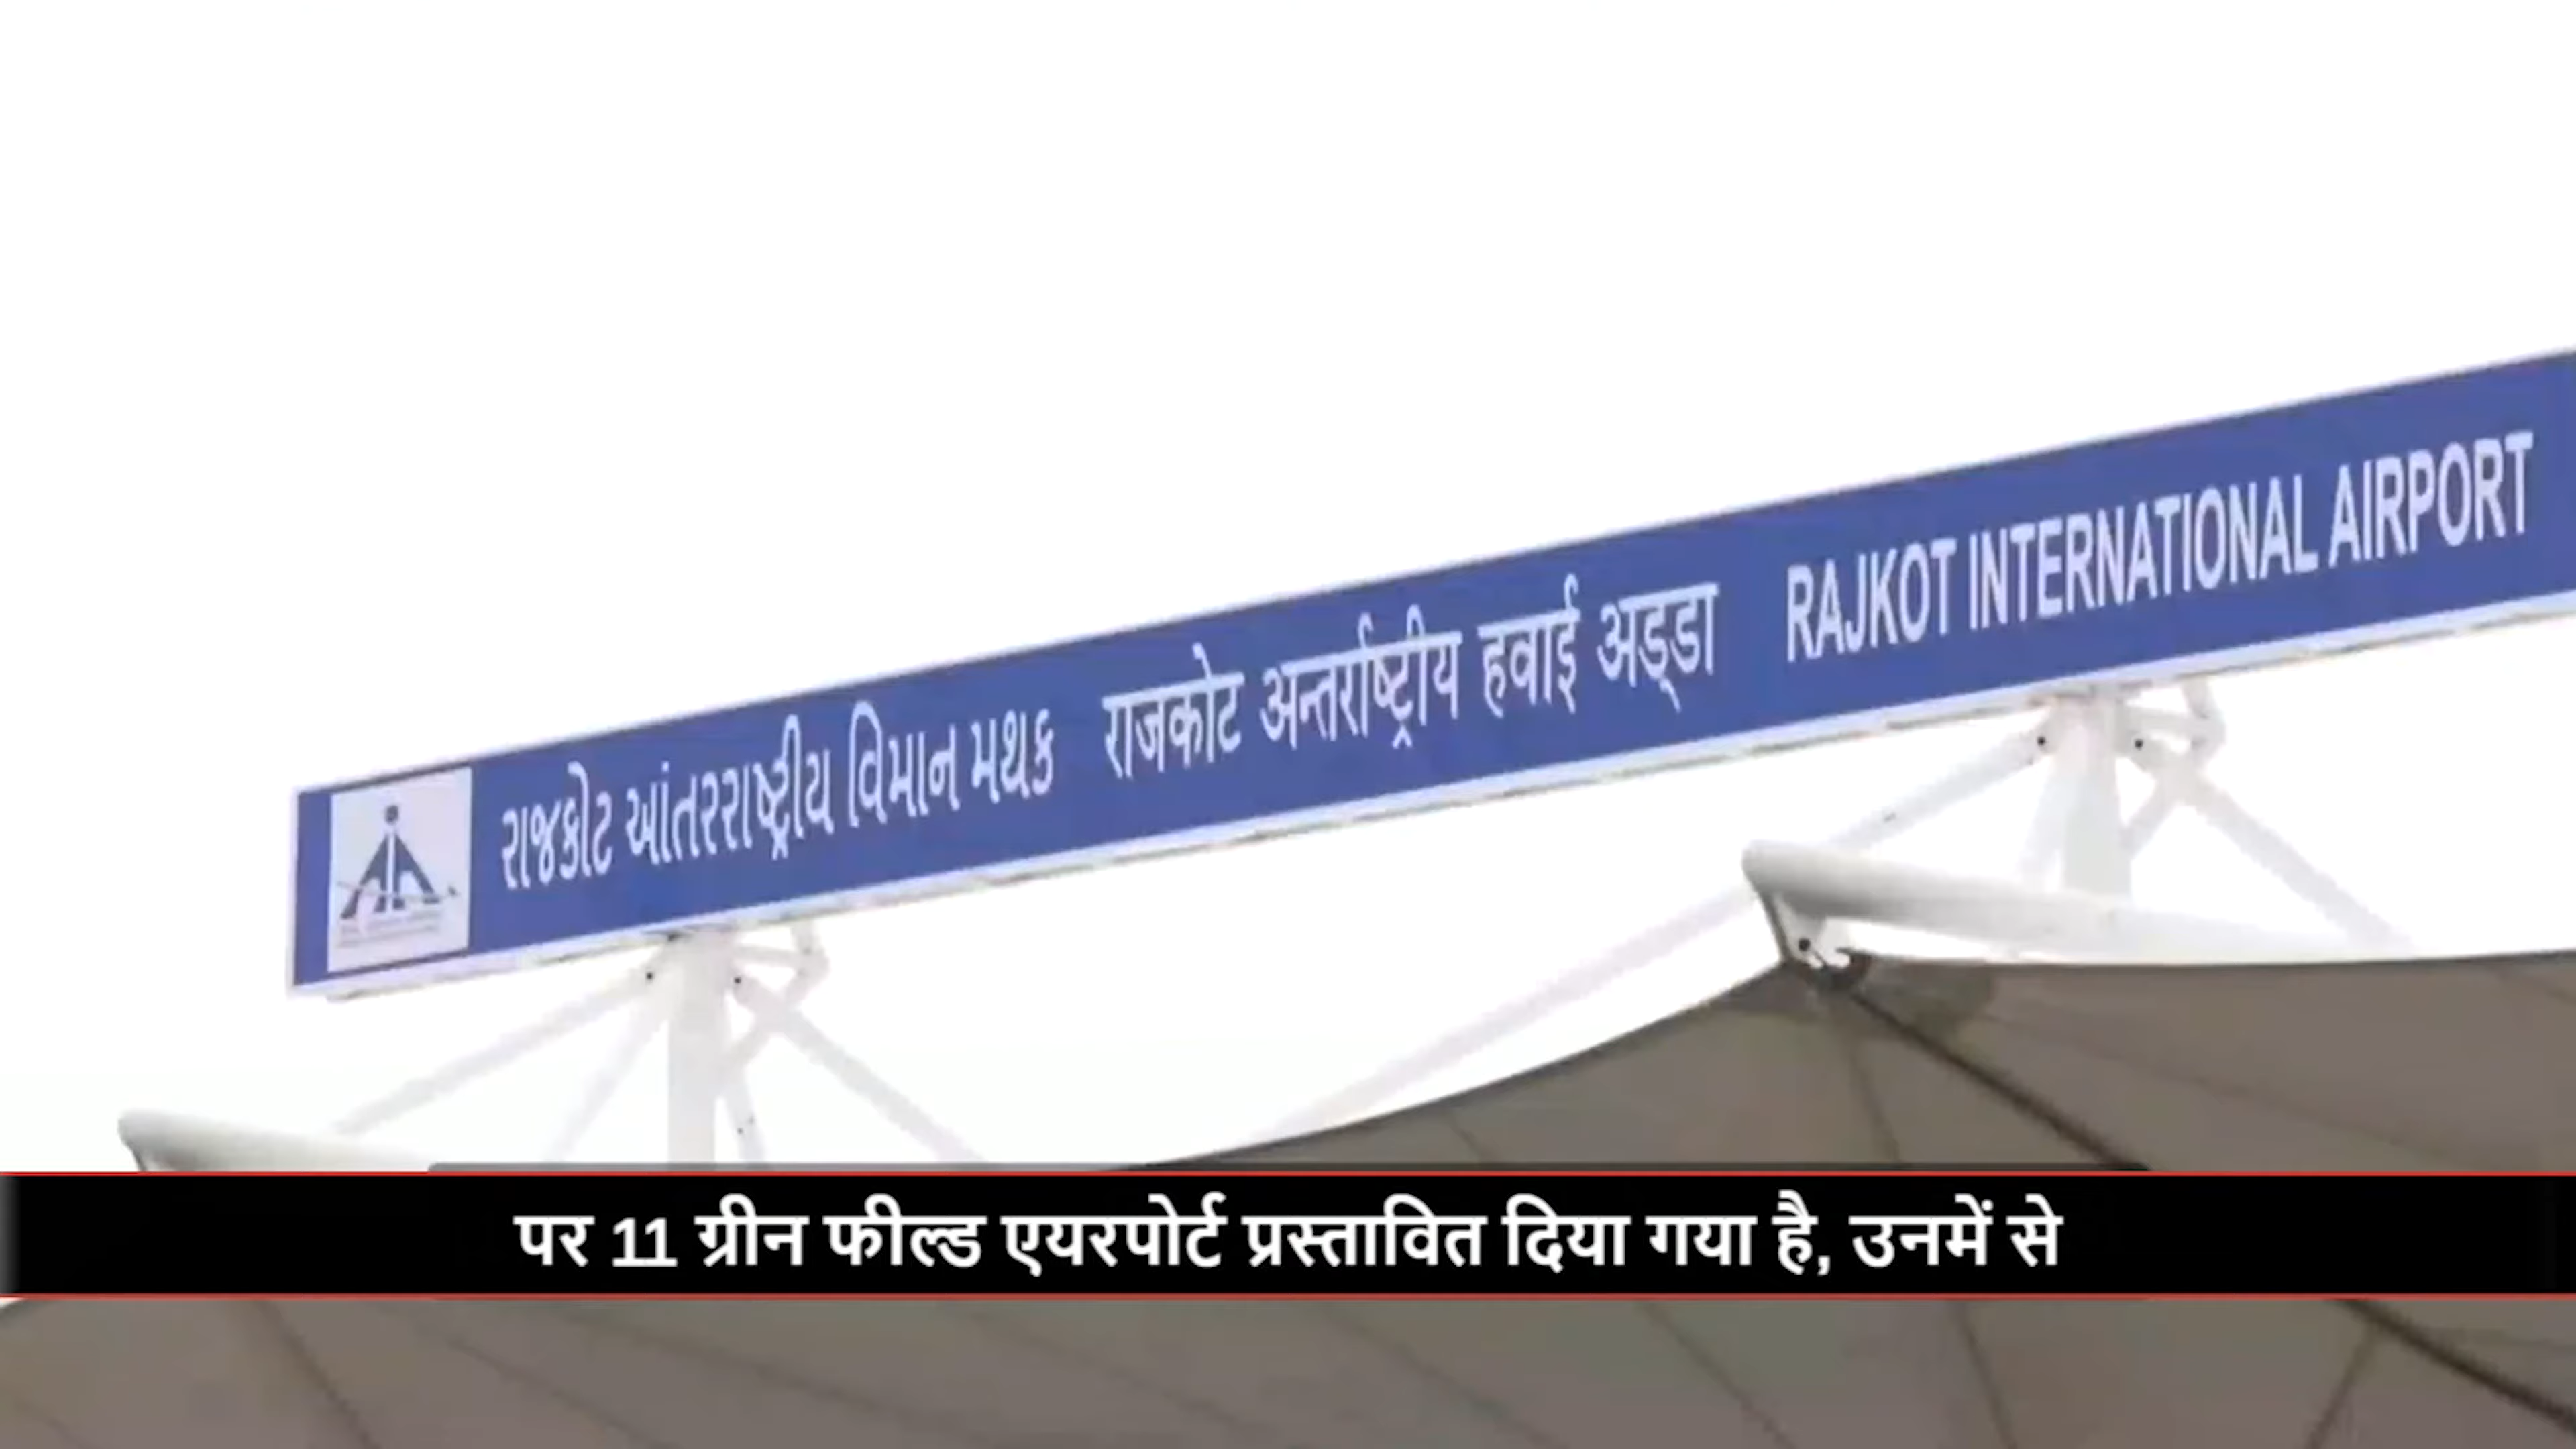 રાજકોટ આંતરરાષ્ટ્રીય વિમાન મથક राजकोट अन्तर्राष्ट्रीय हवाई अड्डा RAJKOT INTERNATIONAL AIRPORT
पर 11 ग्रीन फील्ड एयरपोर्ट प्रस्तावित दिया गया है, उनमें से